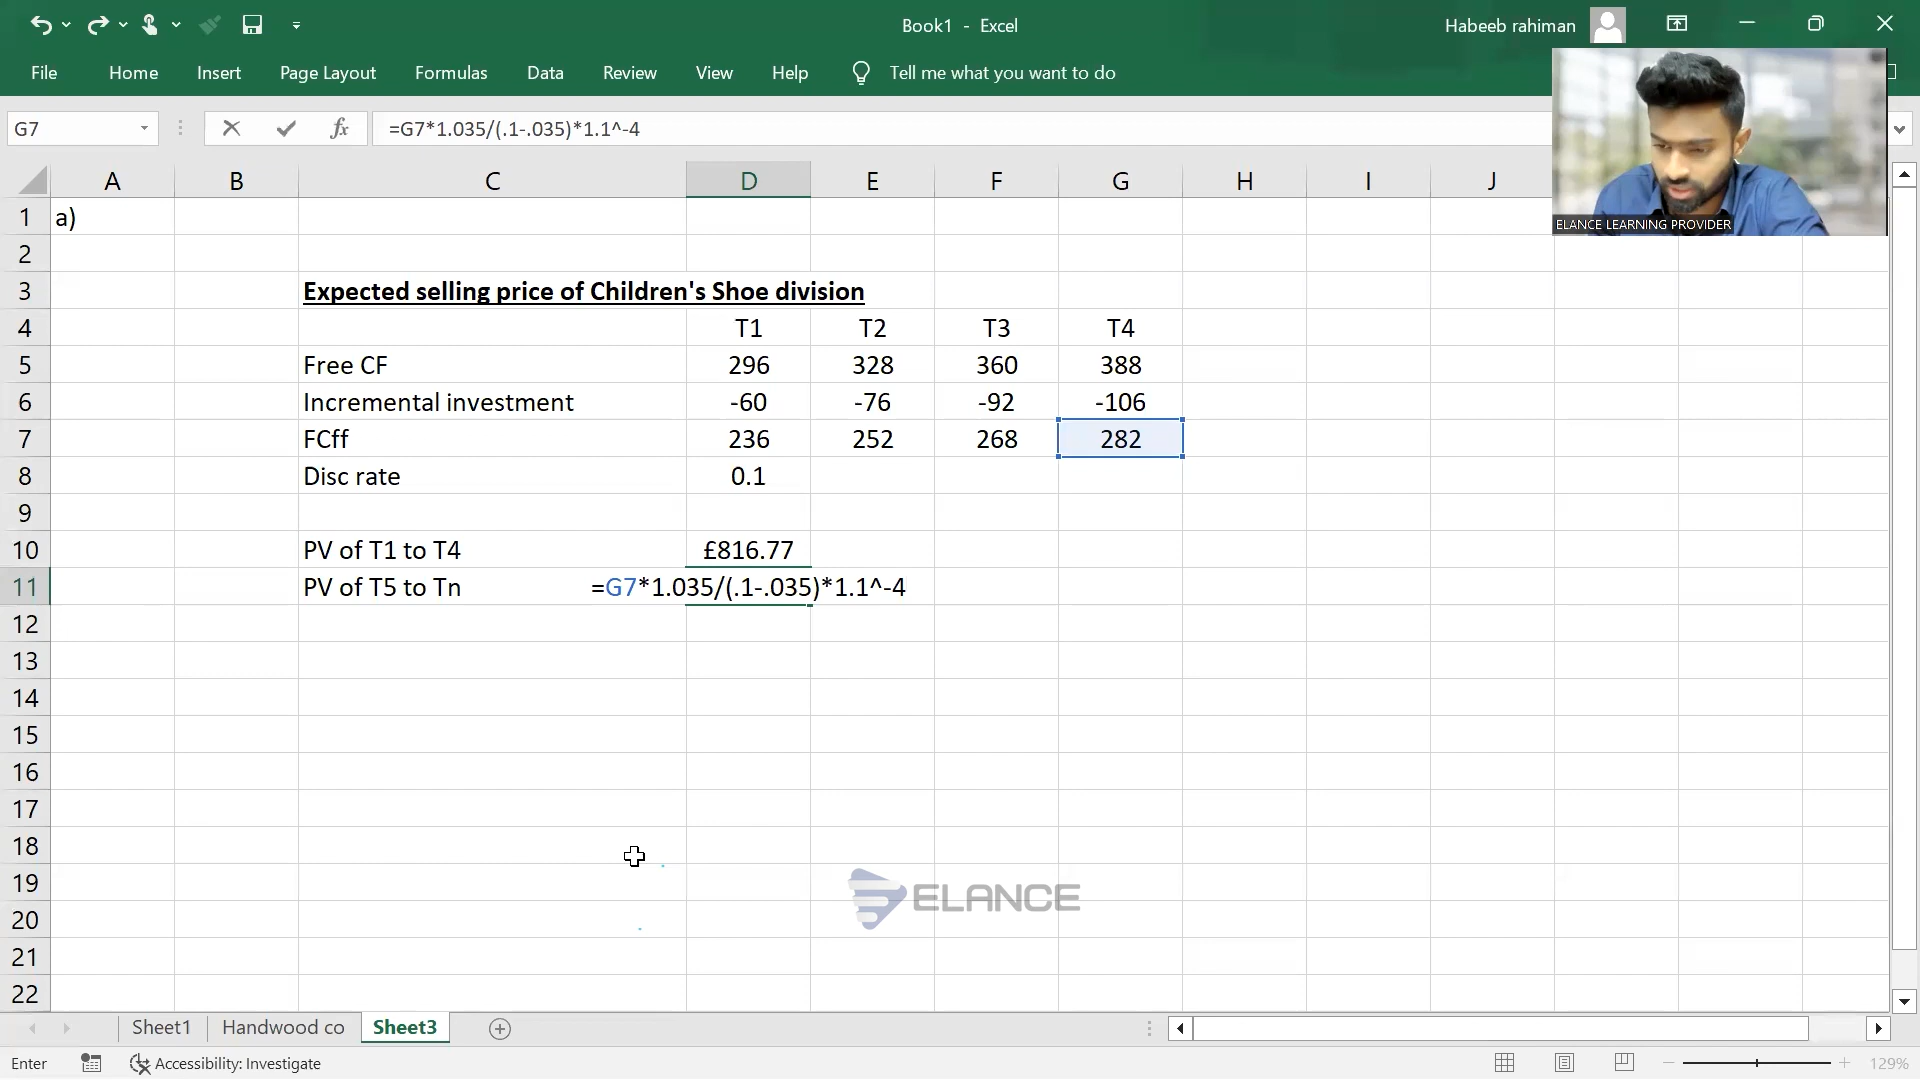 Book1 - Excel
Habeeb rahiman
File Home Insert Page Layout Formulas Data Review View Help Tell me what you want to do
G7 fx =G7*1.035/(.1-.035)*1.1^-4
ELANCE LEARNING PROVIDER
A B C D E F G H I J
1 a)
2
3 Expected selling price of Children's Shoe division
4 T1 T2 T3 T4
5 Free CF 296 328 360 388
6 Incremental investment -60 -76 -92 -106
7 FCff 236 252 268 282
8 Disc rate 0.1
9
10 PV of T1 to T4 £816.77
11 PV of T5 to Tn =G7*1.035/(.1-.035)*1.1^-4
12
13
14
15
16
17
18
19
ELANCE
20
21
22
Sheet1 Handwood co Sheet3
Enter Accessibility: Investigate 129%